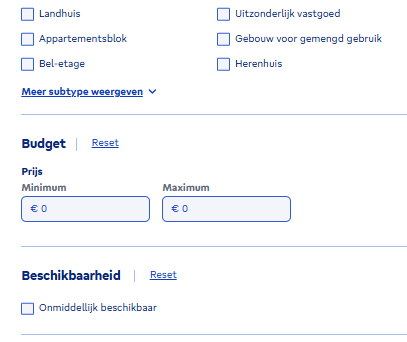 Landhuis
Uitzonderlijk vastgoed
Appartementsblok
Gebouw voor gemengd gebruik
Bel-etage
Herenhuis
Meer subtype weergeven
Budget
Reset
Prijs
Minimum
Maximum
€ 0
€ 0
Beschikbaarheid
Reset
Onmiddellijk beschikbaar